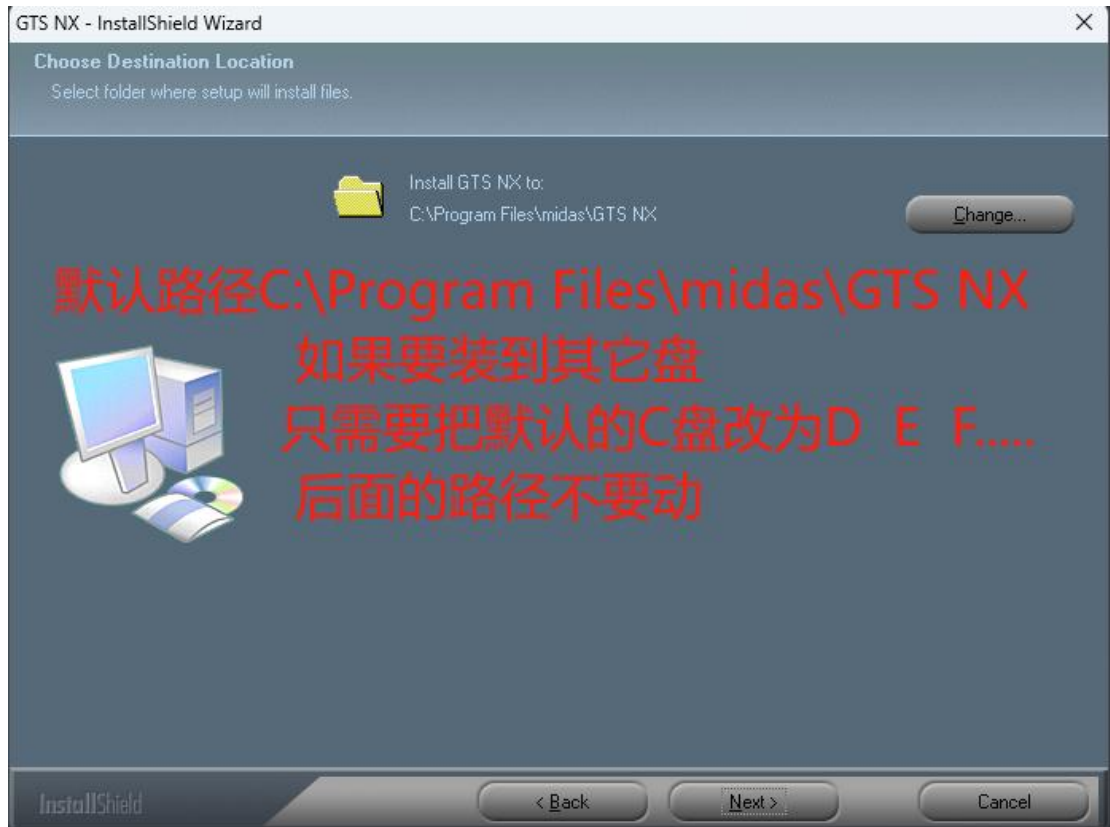 GTS NX - InstallShield Wizard
Choose Destination Location
Select folder where setup will install files.
Install GTS NX to:
C:\Program Files\midas\GTS NX
Change...
默认路径C:\Program Files\midas\GTS NX
如果要装到其它盘
只需要把默认的C盘改为D E F.....
后面的路径不要动
InstallShield
< Back
Next >
Cancel